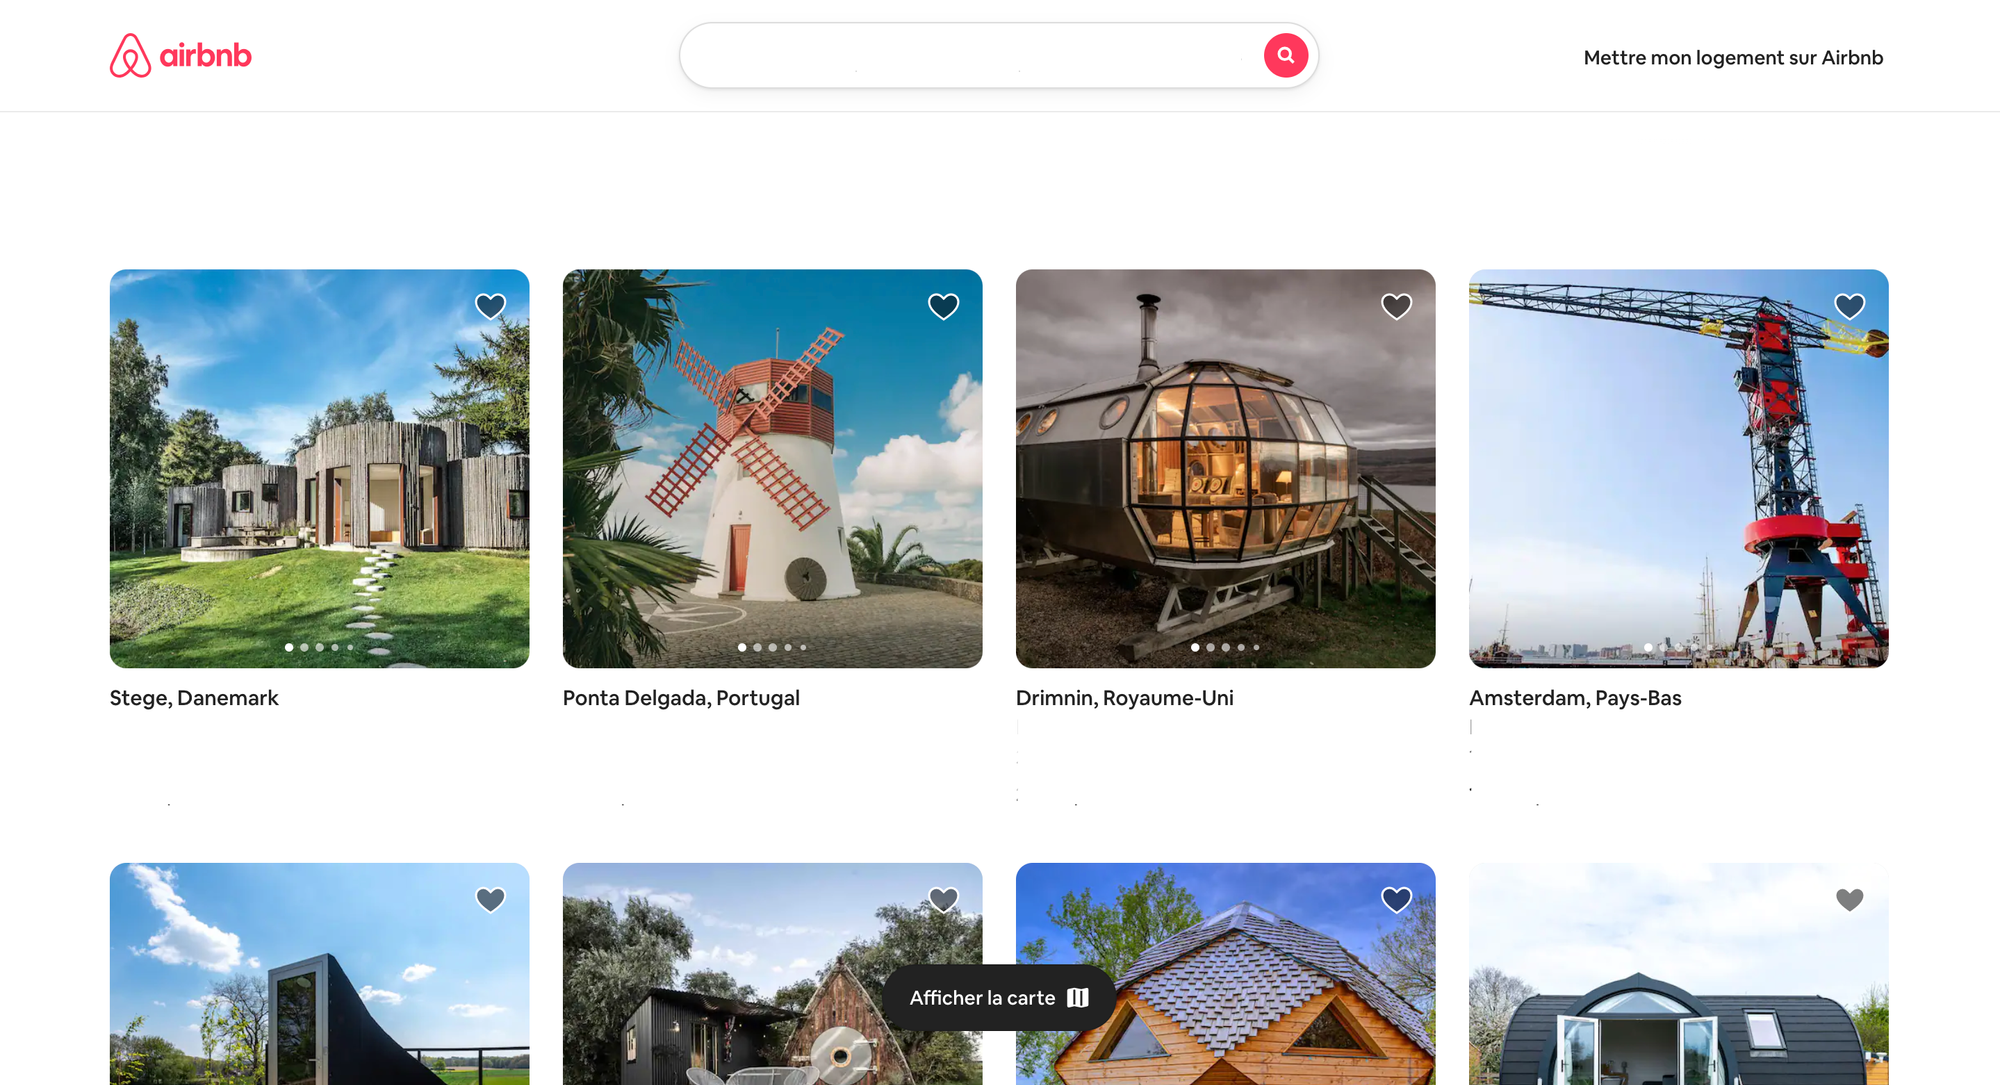 airbnb
Mettre mon logement sur Airbnb
Stege, Danemark
Ponta Delgada, Portugal
Drimnin, Royaume-Uni
Amsterdam, Pays-Bas
Afficher la carte